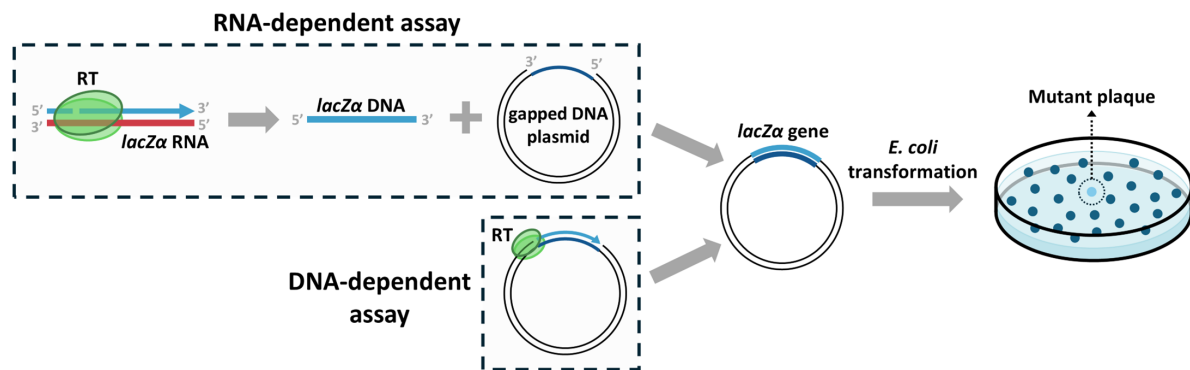 RNA-dependent assay
RT
5’
3’
3’
5’
lacZα RNA
lacZα DNA
5’
3’
3’
5’
gapped DNA
plasmid
lacZα gene
E. coli
transformation
Mutant plaque
RT
DNA-dependent
assay